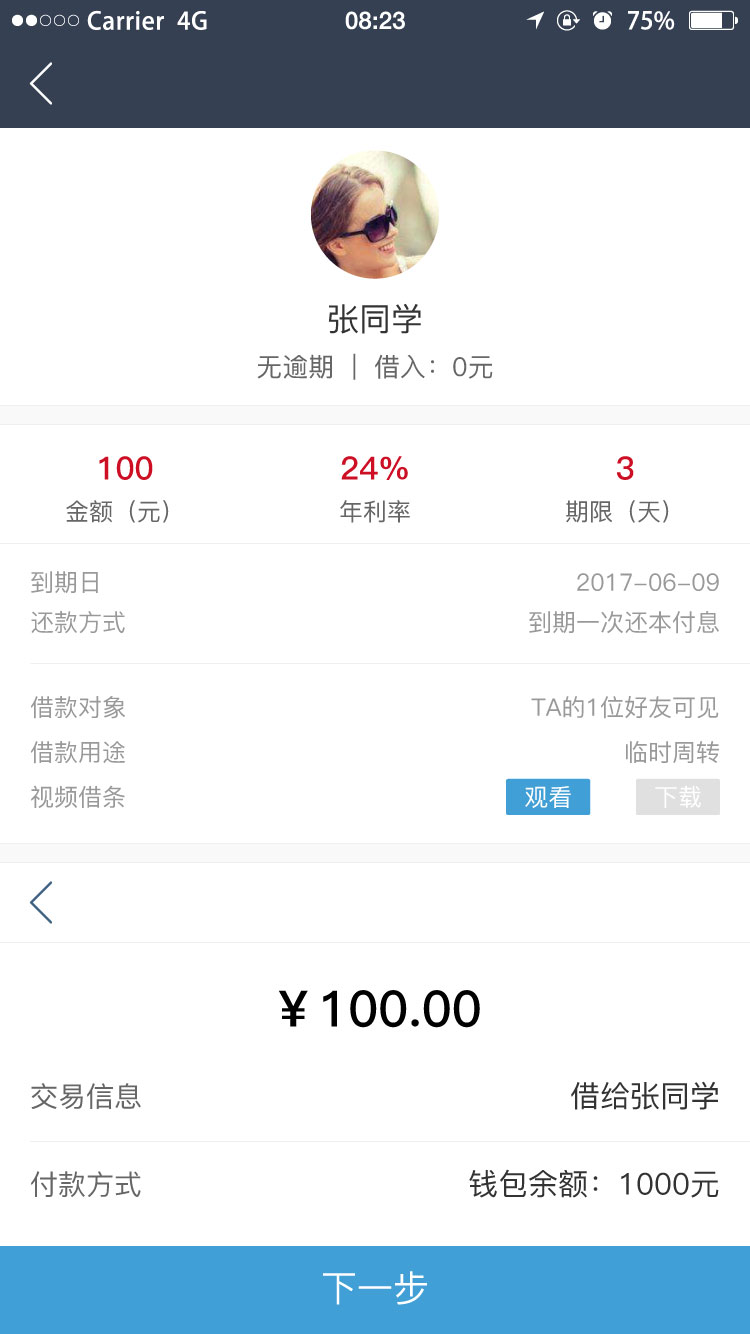 Carrier 4G 08:23 75%
张同学
无逾期 | 借入：0元
100 24% 3
金额（元） 年利率 期限（天）
到期日 2017-06-09
还款方式 到期一次还本付息
借款对象 TA的1位好友可见
借款用途 临时周转
视频借条 观看 下载
¥ 100.00
交易信息 借给张同学
付款方式 钱包余额：1000元
下一步